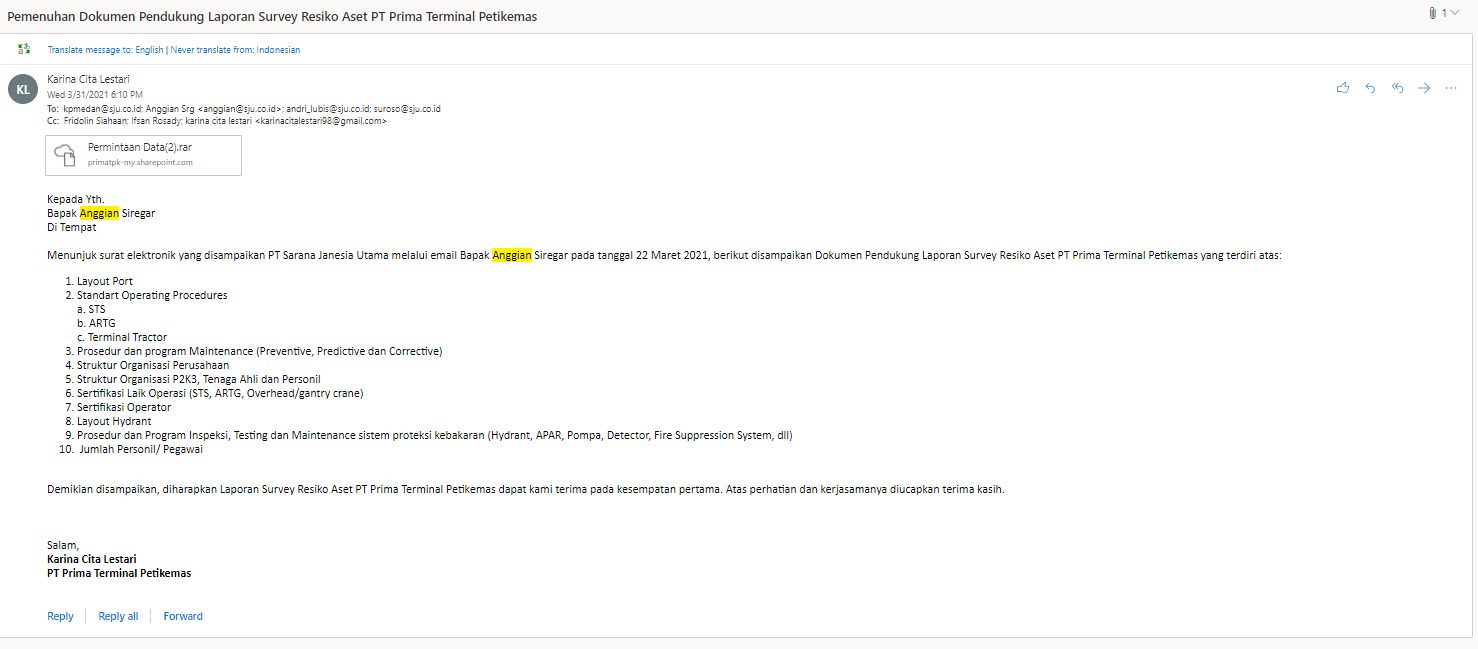 Pemenuhan Dokumen Pendukung Laporan Survey Resiko Aset PT Prima Terminal Petikemas
1
Translate message to: English | Never translate from: Indonesian
KL
Karina Cita Lestari
Wed 3/31/2021 6:10 PM
To: kpmedan@sju.co.id; Anggian Srg <anggian@sju.co.id>; andri_lubis@sju.co.id; suroso@sju.co.id
Cc: Fridolin Siahaan; Ifsan Rosady; karina cita lestari <karinacitalestari98@gmail.com>
Permintaan Data(2).rar
primatpk-my.sharepoint.com
Kepada Yth.
Bapak Anggian Siregar
Di Tempat
Menunjuk surat elektronik yang disampaikan PT Sarana Janesia Utama melalui email Bapak Anggian Siregar pada tanggal 22 Maret 2021, berikut disampaikan Dokumen Pendukung Laporan Survey Resiko Aset PT Prima Terminal Petikemas yang terdiri atas:
1. Layout Port
2. Standart Operating Procedures
a. STS
b. ARTG
c. Terminal Tractor
3. Prosedur dan program Maintenance (Preventive, Predictive dan Corrective)
4. Struktur Organisasi Perusahaan
5. Struktur Organisasi P2K3, Tenaga Ahli dan Personil
6. Sertifikasi Laik Operasi (STS, ARTG, Overhead/gantry crane)
7. Sertifikasi Operator
8. Layout Hydrant
9. Prosedur dan Program Inspeksi, Testing dan Maintenance sistem proteksi kebakaran (Hydrant, APAR, Pompa, Detector, Fire Suppression System, dll)
10. Jumlah Personil/ Pegawai
Demikian disampaikan, diharapkan Laporan Survey Resiko Aset PT Prima Terminal Petikemas dapat kami terima pada kesempatan pertama. Atas perhatian dan kerjasamanya diucapkan terima kasih.
Salam,
Karina Cita Lestari
PT Prima Terminal Petikemas
Reply
Reply all
Forward